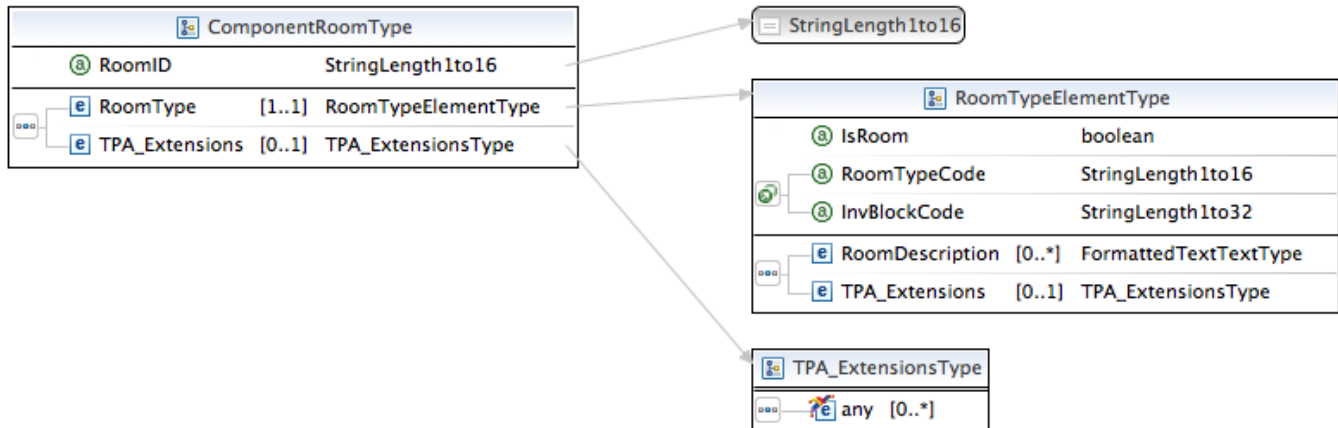 ComponentRoomType
a RoomID StringLength1to16
e RoomType [1..1] RoomTypeElementType
e TPA_Extensions [0..1] TPA_ExtensionsType
StringLength1to16
RoomTypeElementType
a IsRoom boolean
a RoomTypeCode StringLength1to16
a InvBlockCode StringLength1to32
e RoomDescription [0..*] FormattedTextTextType
e TPA_Extensions [0..1] TPA_ExtensionsType
TPA_ExtensionsType
e any [0..*]